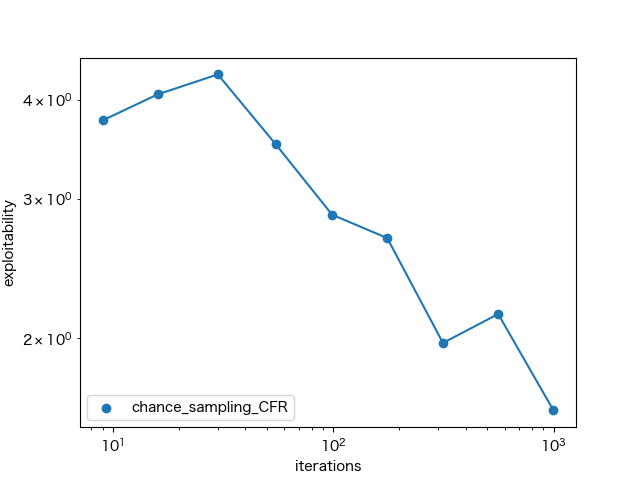 exploitability
4 × 10⁰
3 × 10⁰
2 × 10⁰
chance_sampling_CFR
10¹
10²
10³
iterations